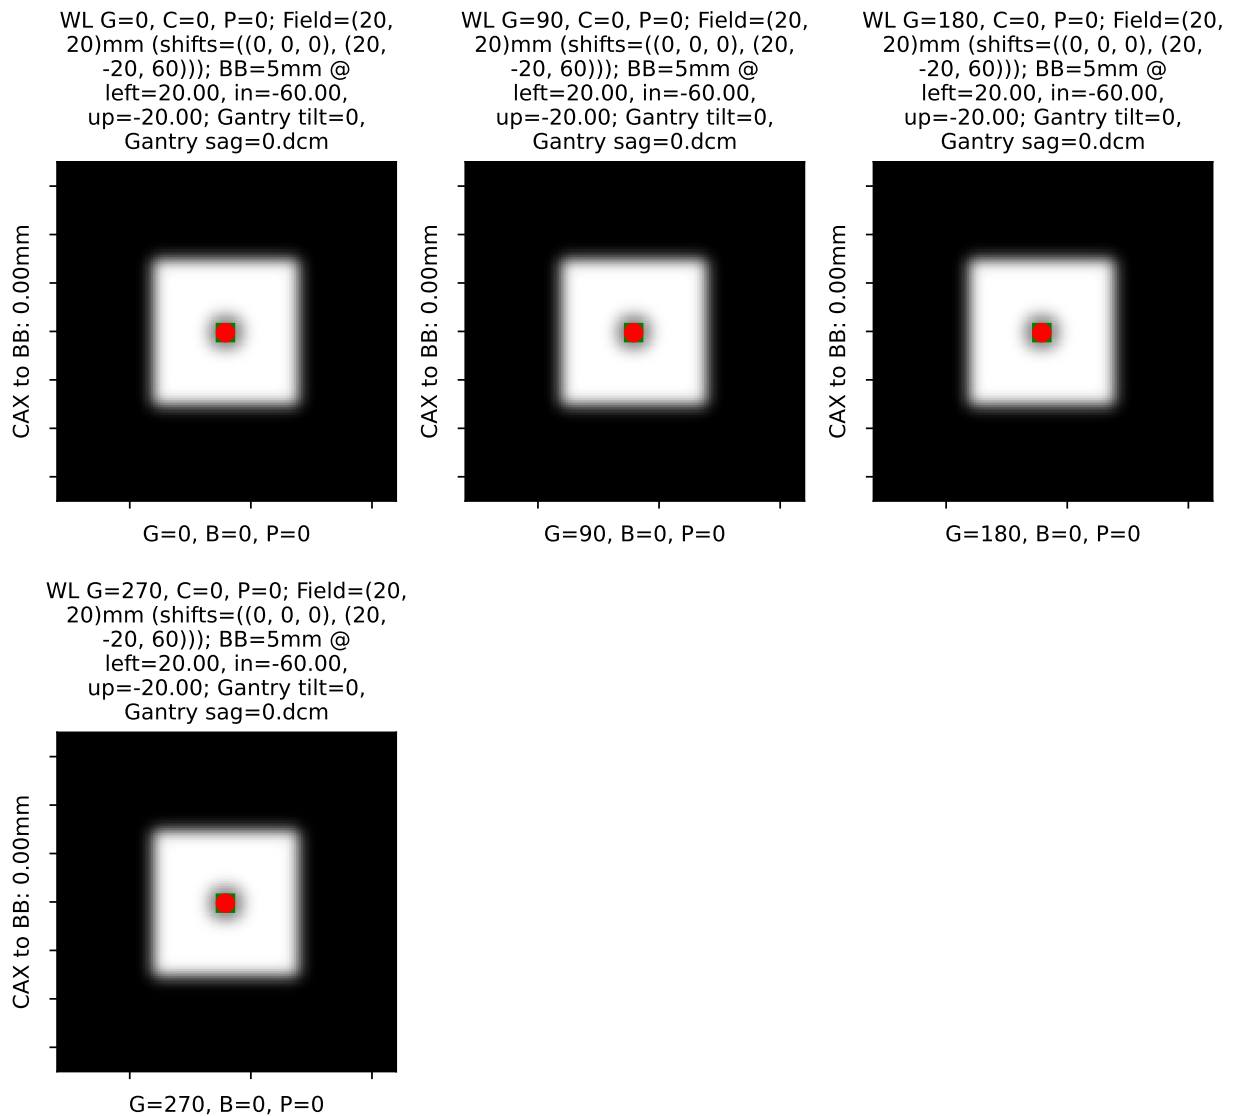 WL G=0, C=0, P=0; Field=(20,
20)mm (shifts=((0, 0, 0), (20,
-20, 60))); BB=5mm @
left=20.00, in=-60.00,
up=-20.00; Gantry tilt=0,
Gantry sag=0.dcm
CAX to BB: 0.00mm
G=0, B=0, P=0
WL G=90, C=0, P=0; Field=(20,
20)mm (shifts=((0, 0, 0), (20,
-20, 60))); BB=5mm @
left=20.00, in=-60.00,
up=-20.00; Gantry tilt=0,
Gantry sag=0.dcm
CAX to BB: 0.00mm
G=90, B=0, P=0
WL G=180, C=0, P=0; Field=(20,
20)mm (shifts=((0, 0, 0), (20,
-20, 60))); BB=5mm @
left=20.00, in=-60.00,
up=-20.00; Gantry tilt=0,
Gantry sag=0.dcm
CAX to BB: 0.00mm
G=180, B=0, P=0
WL G=270, C=0, P=0; Field=(20,
20)mm (shifts=((0, 0, 0), (20,
-20, 60))); BB=5mm @
left=20.00, in=-60.00,
up=-20.00; Gantry tilt=0,
Gantry sag=0.dcm
CAX to BB: 0.00mm
G=270, B=0, P=0